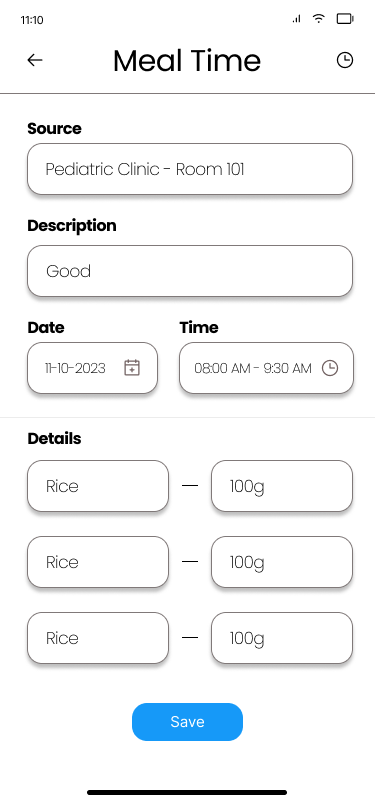 11:10
Meal Time
Source
Pediatric Clinic - Room 101
Description
Good
Date Time
11-10-2023 08:00 AM - 9:30 AM
Details
Rice — 100g
Rice — 100g
Rice — 100g
Save